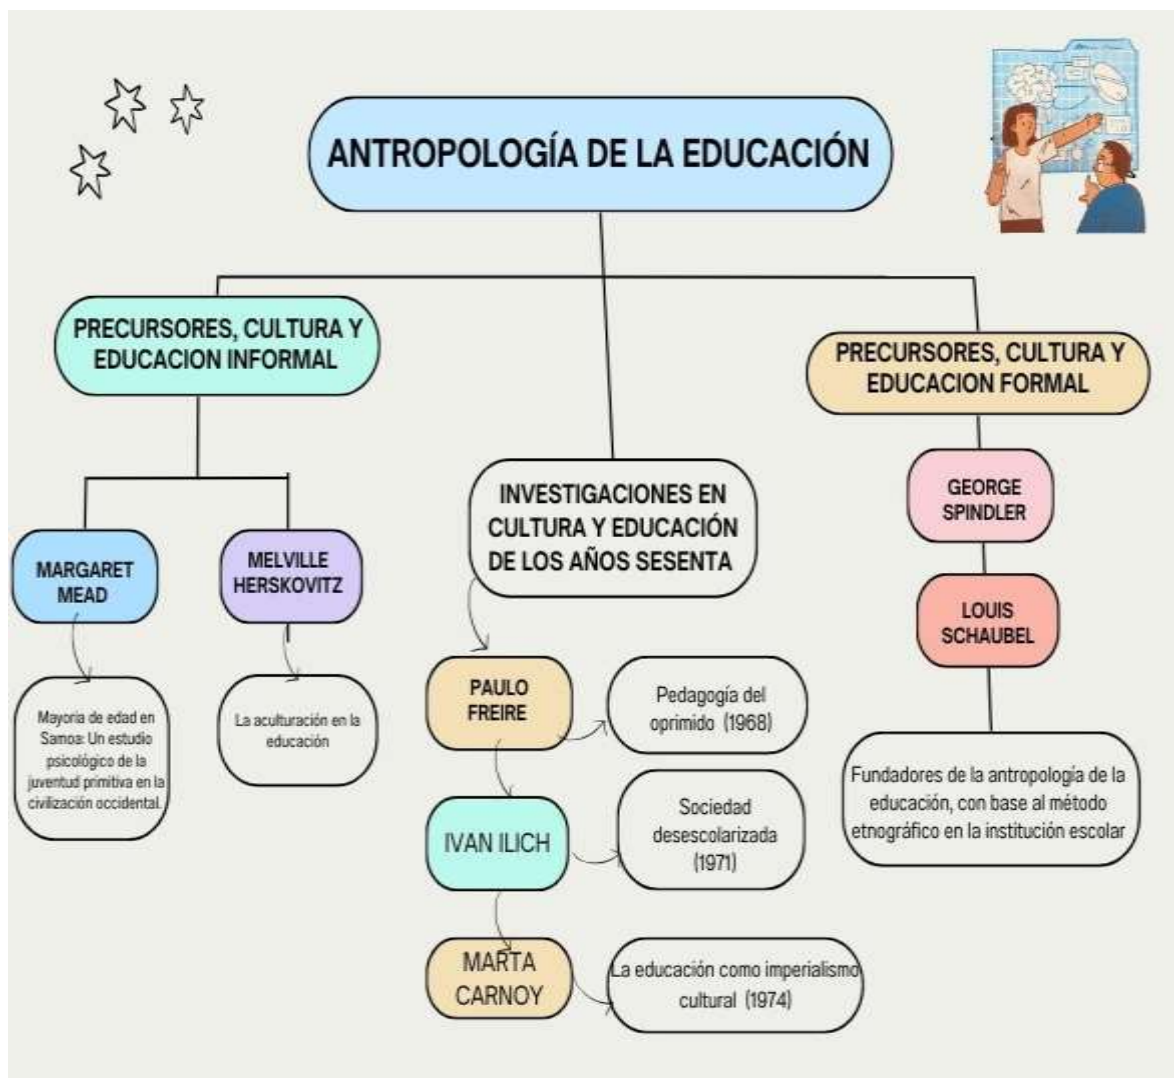 ANTROPOLOGÍA DE LA EDUCACIÓN
PRECURSORES, CULTURA Y
EDUCACION INFORMAL
MARGARET
MEAD
Mayoria de edad en
Samoa: Un estudio
psicológico de la
juventud primitiva en la
civilización occidental.
MELVILLE
HERSKOVITZ
La aculturación en la
educación
INVESTIGACIONES EN
CULTURA Y EDUCACIÓN
DE LOS AÑOS SESENTA
PAULO
FREIRE
Pedagogía del
oprimido (1968)
IVAN ILICH
Sociedad
desescolarizada
(1971)
MARTA
CARNOY
La educación como imperialismo
cultural (1974)
PRECURSORES, CULTURA Y
EDUCACION FORMAL
GEORGE
SPINDLER
LOUIS
SCHAUBEL
Fundadores de la antropología de la
educación, con base al método
etnográfico en la institución escolar